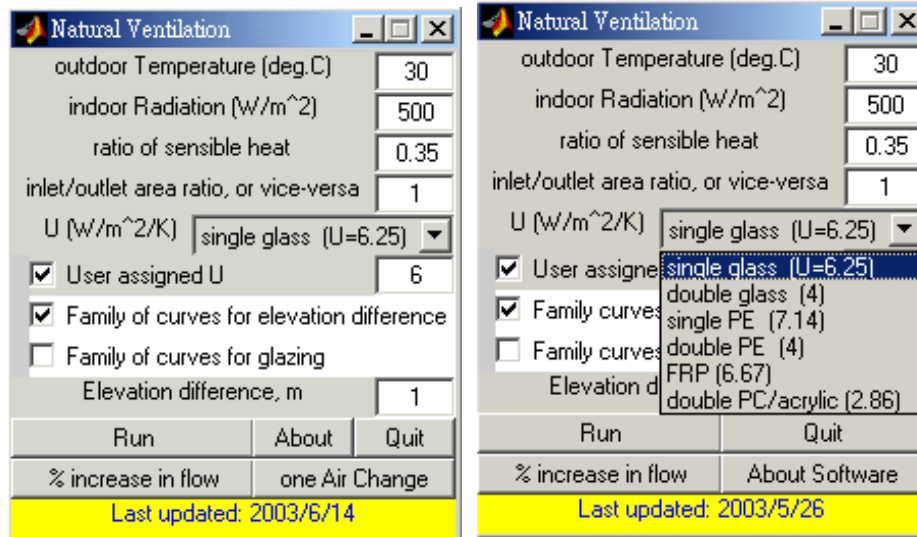 Natural Ventilation
outdoor Temperature (deg.C) 30
indoor Radiation (W/m^2) 500
ratio of sensible heat 0.35
inlet/outlet area ratio, or vice-versa 1
U (W/m^2/K) single glass (U=6.25)
User assigned U 6
Family of curves for elevation difference
Family of curves for glazing
Elevation difference, m 1
Run About Quit
% increase in flow one Air Change
Last updated: 2003/6/14
Natural Ventilation
outdoor Temperature (deg.C) 30
indoor Radiation (W/m^2) 500
ratio of sensible heat 0.35
inlet/outlet area ratio, or vice-versa 1
U (W/m^2/K) single glass (U=6.25)
User assigne single glass (U=6.25)
double glass (4)
Family curves single PE (7.14)
double PE (4)
Family curves FRP (6.67)
Elevation d double PC/acrylic (2.86)
Run Quit
% increase in flow About Software
Last updated: 2003/5/26